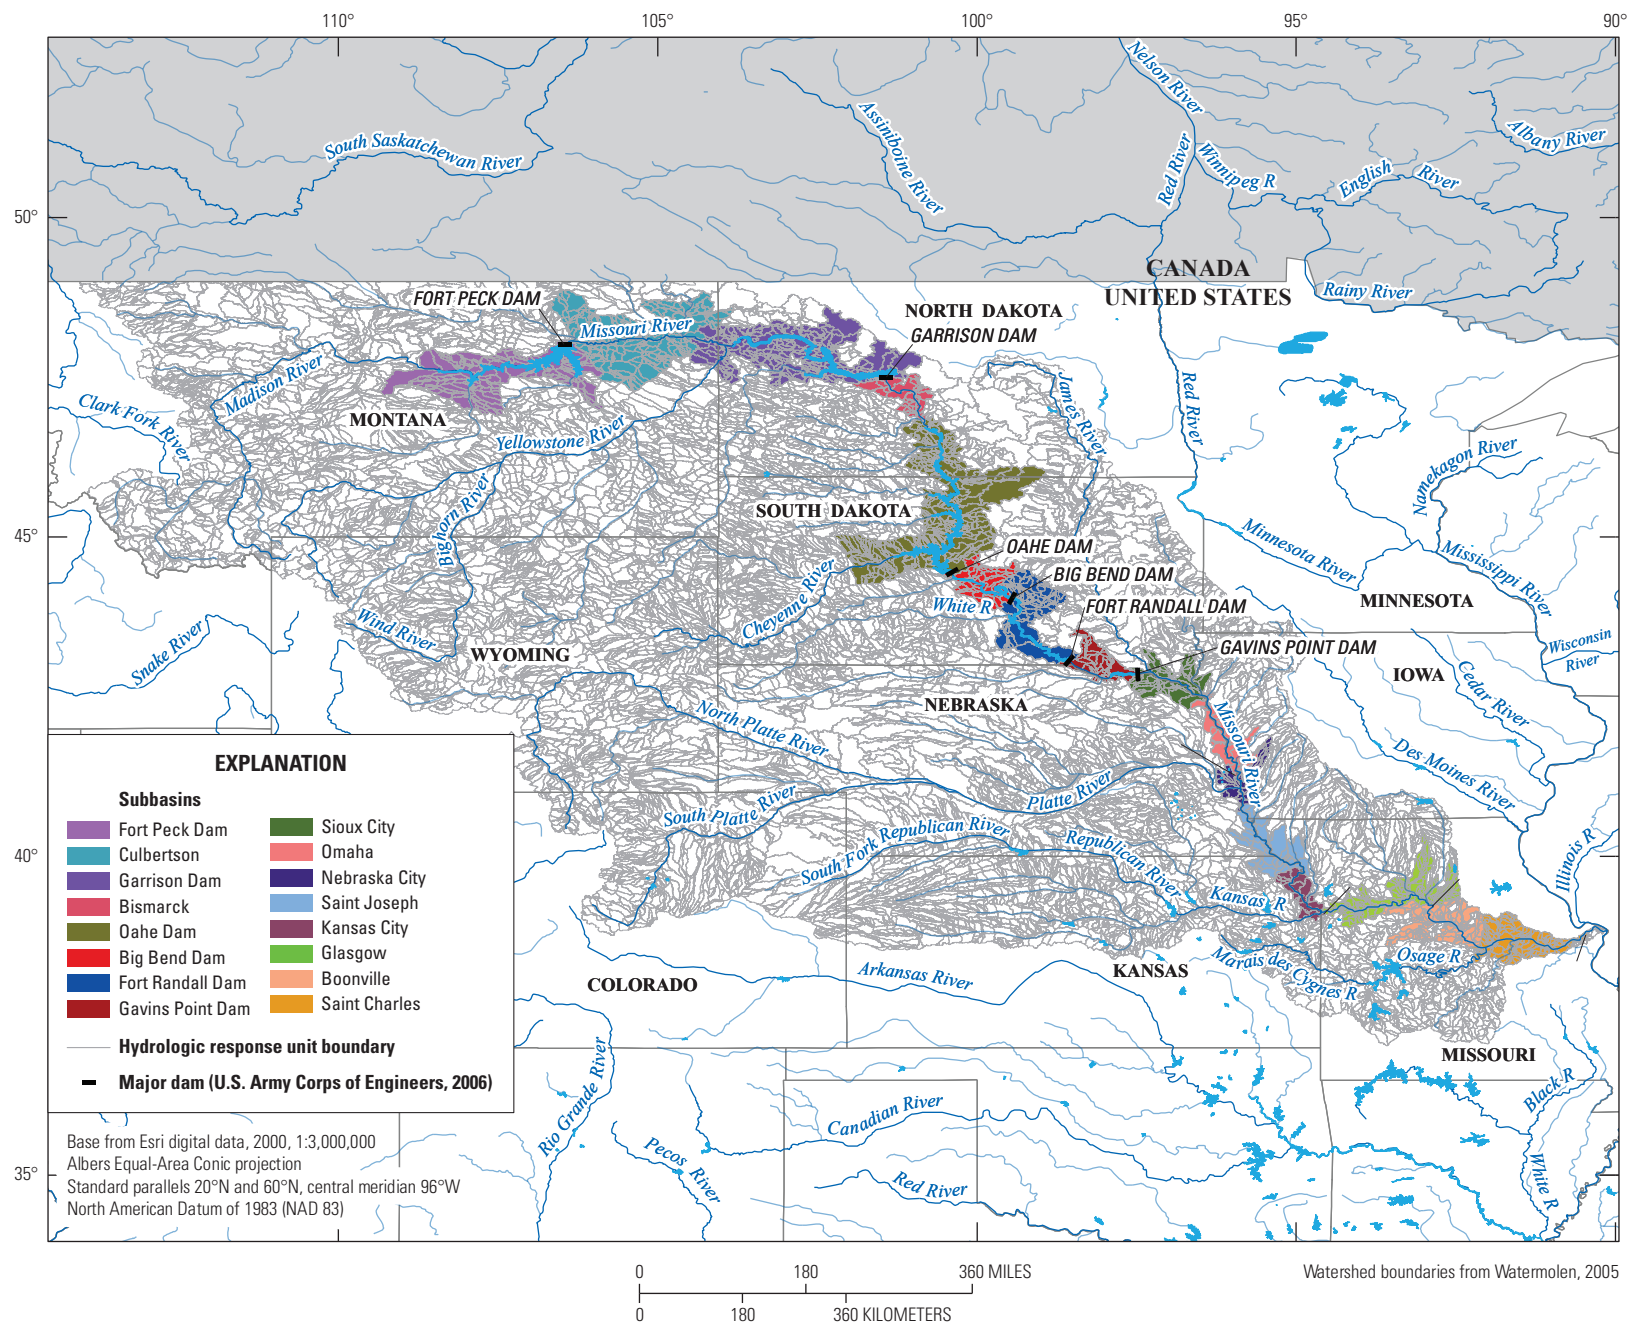 110°
105°
100°
95°
90°
50°
45°
40°
35°
Nelson River
Assiniboine River
Albany River
South Saskatchewan River
Red River
Winnipeg R
English River
CANADA
UNITED STATES
Rainy River
FORT PECK DAM
Missouri River
NORTH DAKOTA
GARRISON DAM
Madison River
Clark Fork River
MONTANA
Yellowstone River
James River
Red River
Namekagon River
Bighorn River
SOUTH DAKOTA
Minnesota River
Mississippi River
OAHE DAM
BIG BEND DAM
FORT RANDALL DAM
MINNESOTA
White R
Cheyenne River
Wind River
Snake River
WYOMING
GAVINS POINT DAM
Wisconsin
River
IOWA
Cedar River
NEBRASKA
North Platte River
Missouri River
Des Moines River
Platte River
South Platte River
South Fork Republican River
Republican River
Illinois R
Kansas R
Osage R
Marais des Cygnes R
KANSAS
Arkansas River
COLORADO
MISSOURI
Black R
White R
Rio Grande River
Canadian River
Pecos River
Red River
EXPLANATION
Subbasins
Fort Peck Dam
Culbertson
Garrison Dam
Bismarck
Oahe Dam
Big Bend Dam
Fort Randall Dam
Gavins Point Dam
Sioux City
Omaha
Nebraska City
Saint Joseph
Kansas City
Glasgow
Boonville
Saint Charles
Hydrologic response unit boundary
Major dam (U.S. Army Corps of Engineers, 2006)
Base from Esri digital data, 2000, 1:3,000,000
Albers Equal-Area Conic projection
Standard parallels 20°N and 60°N, central meridian 96°W
North American Datum of 1983 (NAD 83)
0 180 360 MILES
0 180 360 KILOMETERS
Watershed boundaries from Watermolen, 2005